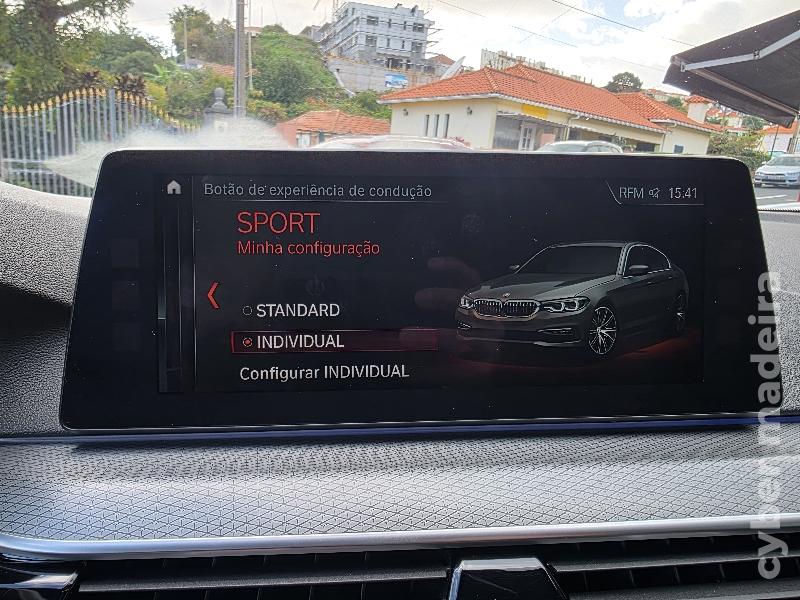 Botão de experiência de condução
RFM 15:41
SPORT
Minha configuração
STANDARD
INDIVIDUAL
Configurar INDIVIDUAL
cyber madeira